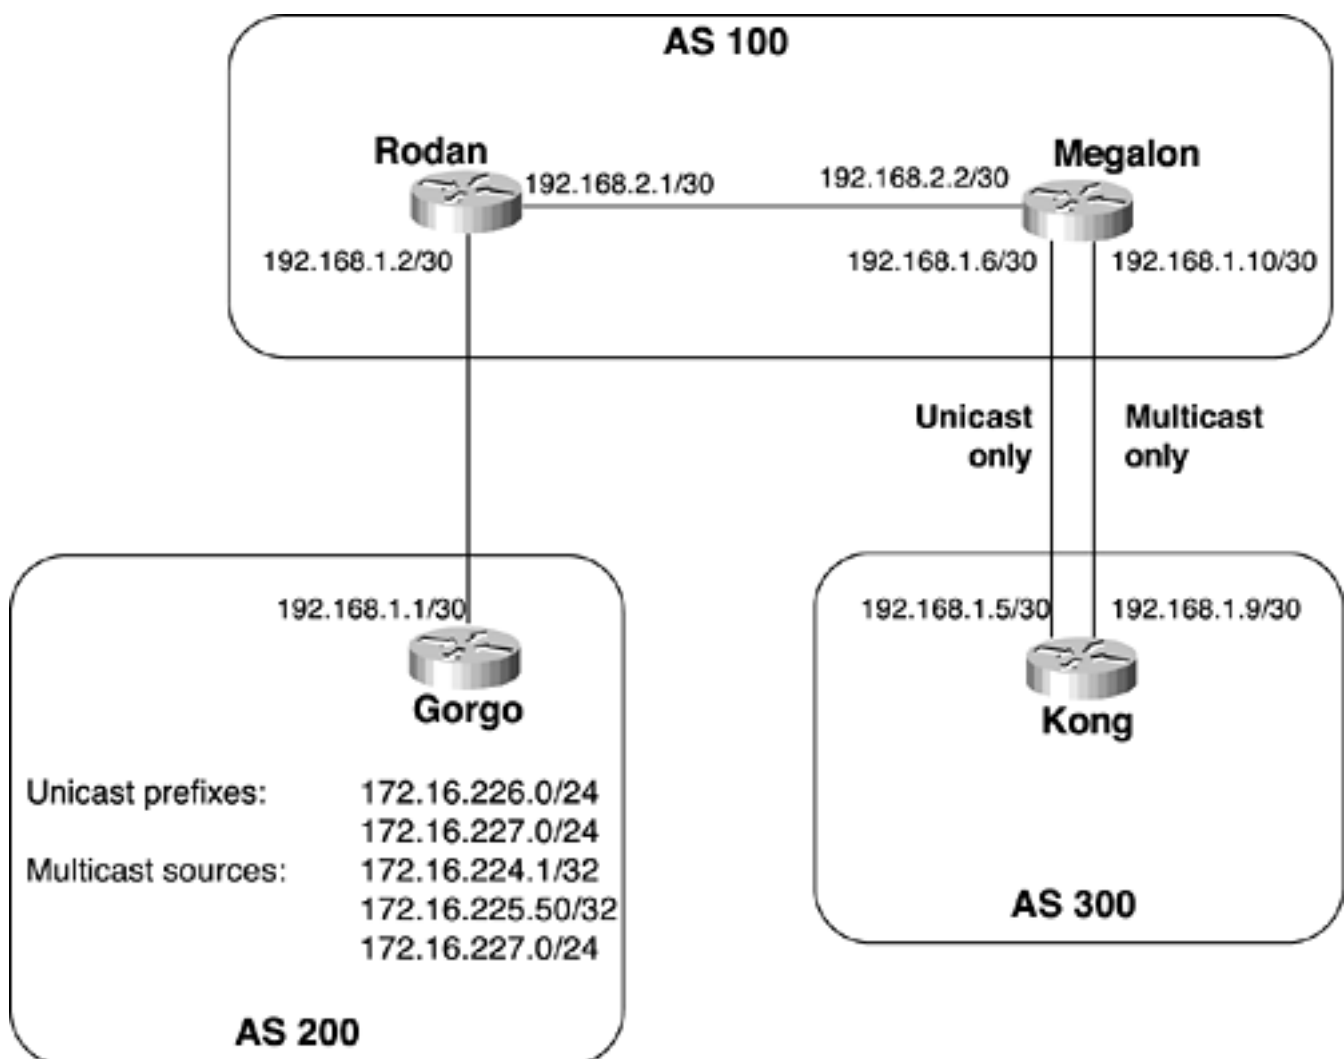 AS 100
Rodan
Megalon
192.168.2.1/30
192.168.2.2/30
192.168.1.2/30
192.168.1.6/30
192.168.1.10/30
Unicast
only
Multicast
only
192.168.1.1/30
192.168.1.5/30
192.168.1.9/30
Gorgo
Kong
Unicast prefixes: 172.16.226.0/24
172.16.227.0/24
Multicast sources: 172.16.224.1/32
172.16.225.50/32
172.16.227.0/24
AS 300
AS 200